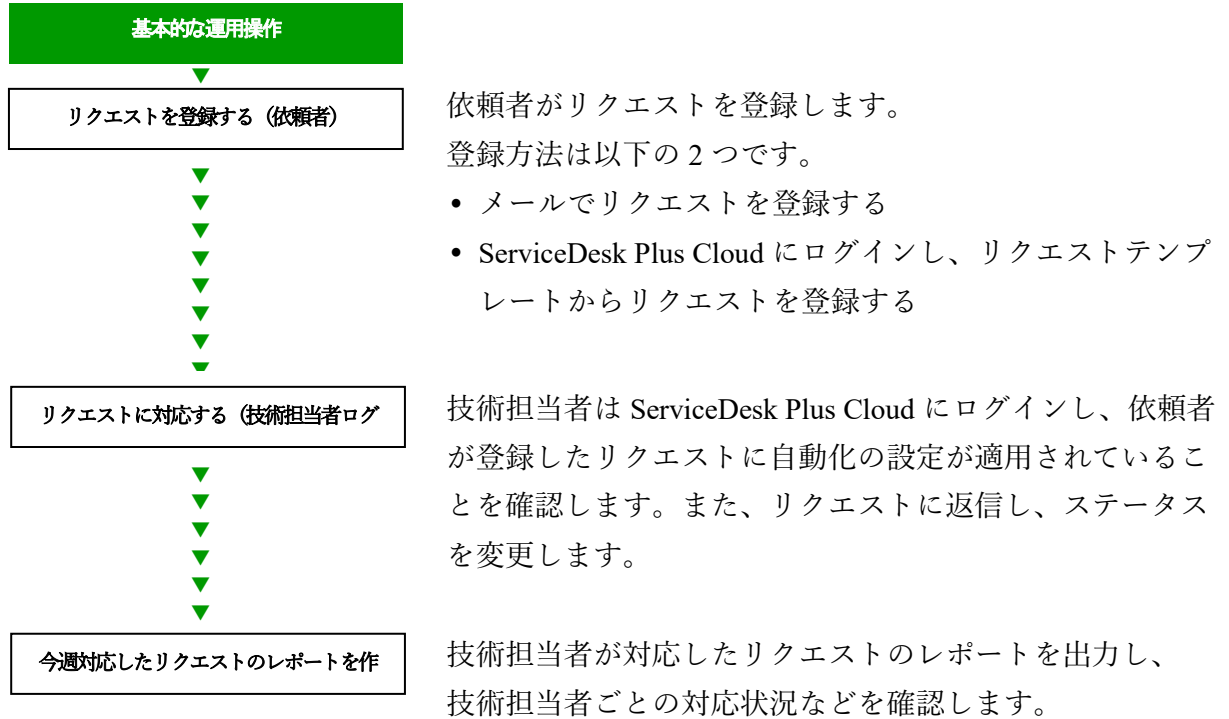 基本的な運用操作
リクエストを登録する（依頼者）
依頼者がリクエストを登録します。
登録方法は以下の 2 つです。
• メールでリクエストを登録する
• ServiceDesk Plus Cloud にログインし、リクエストテンプ
レートからリクエストを登録する
リクエストに対応する（技術担当者ログ
技術担当者は ServiceDesk Plus Cloud にログインし、依頼者
が登録したリクエストに自動化の設定が適用されているこ
とを確認します。また、リクエストに返信し、ステータス
を変更します。
今週対応したリクエストのレポートを作
技術担当者が対応したリクエストのレポートを出力し、
技術担当者ごとの対応状況などを確認します。